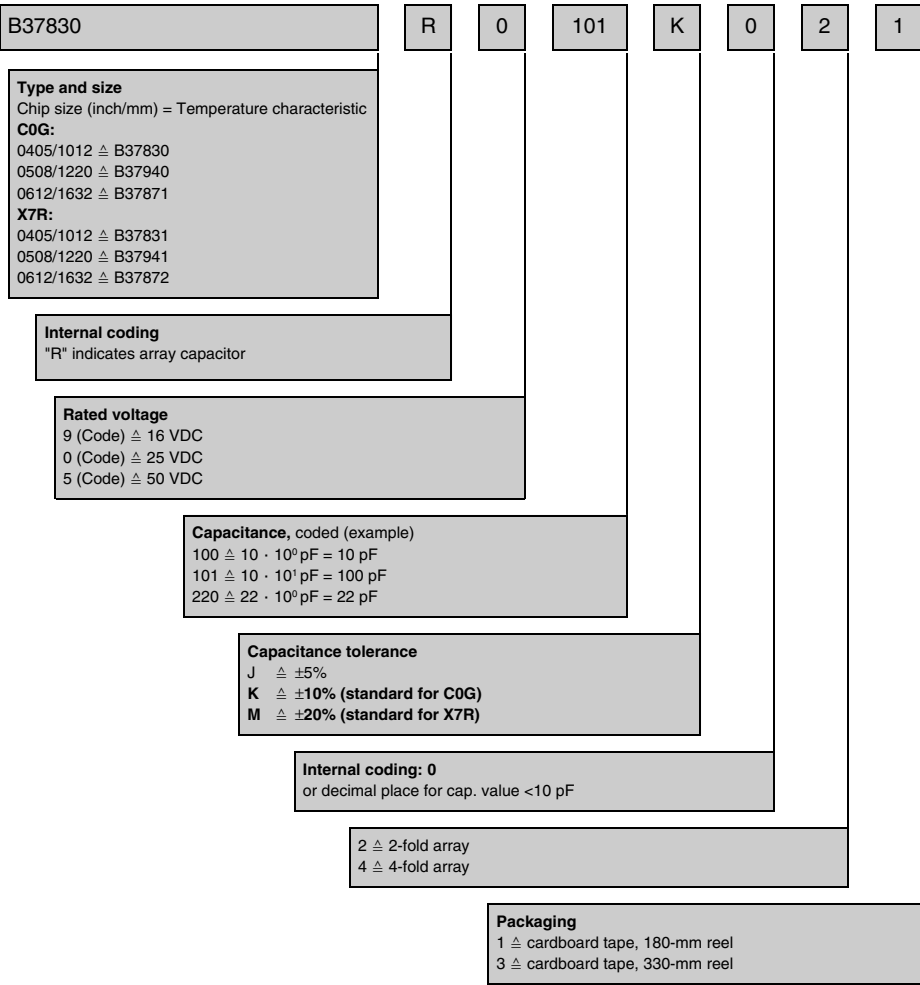 B37830 R 0 101 K 0 2 1
Type and size
Chip size (inch/mm) = Temperature characteristic
C0G:
0405/1012 ≙ B37830
0508/1220 ≙ B37940
0612/1632 ≙ B37871
X7R:
0405/1012 ≙ B37831
0508/1220 ≙ B37941
0612/1632 ≙ B37872
Internal coding
"R" indicates array capacitor
Rated voltage
9 (Code) ≙ 16 VDC
0 (Code) ≙ 25 VDC
5 (Code) ≙ 50 VDC
Capacitance, coded (example)
100 ≙ 10 · 10⁰ pF = 10 pF
101 ≙ 10 · 10¹ pF = 100 pF
220 ≙ 22 · 10⁰ pF = 22 pF
Capacitance tolerance
J ≙ ±5%
K ≙ ±10% (standard for C0G)
M ≙ ±20% (standard for X7R)
Internal coding: 0
or decimal place for cap. value <10 pF
2 ≙ 2-fold array
4 ≙ 4-fold array
Packaging
1 ≙ cardboard tape, 180-mm reel
3 ≙ cardboard tape, 330-mm reel